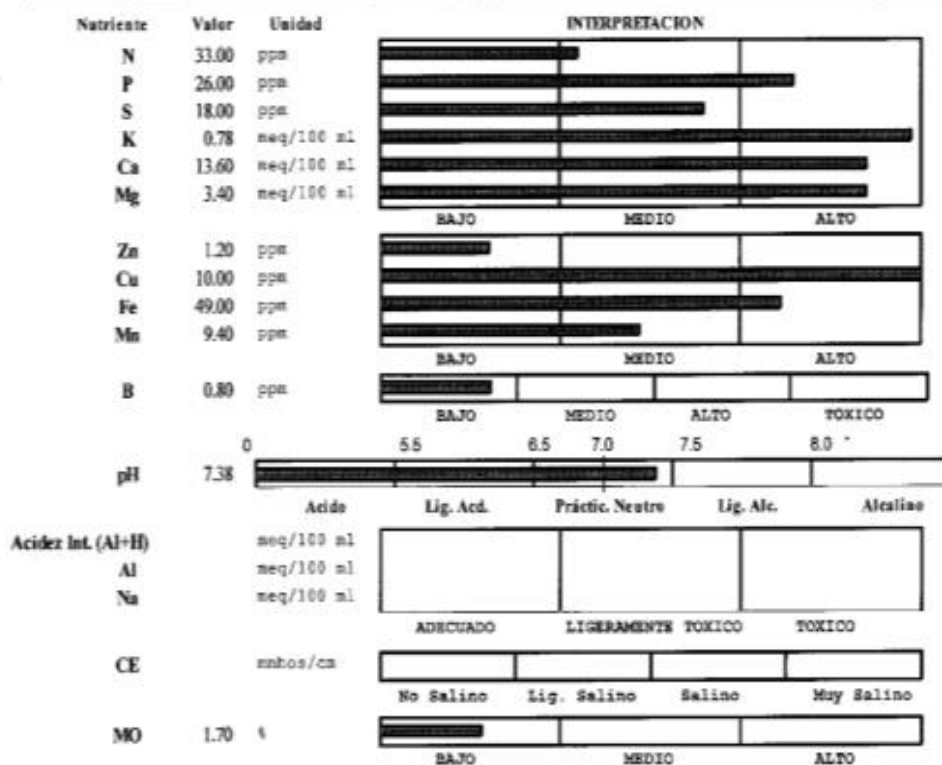 Nutriente Valor Unidad INTERPRETACION
N 33.00 ppm
P 26.00 ppm
S 18.00 ppm
K 0.78 meq/100 ml
Ca 13.60 meq/100 ml
Mg 3.40 meq/100 ml
BAJO MEDIO ALTO
Zn 1.20 ppm
Cu 10.00 ppm
Fe 49.00 ppm
Mn 9.40 ppm
BAJO MEDIO ALTO
B 0.80 ppm
BAJO MEDIO ALTO TOXICO
0 5.5 6.5 7.0 7.5 8.0
pH 7.38
Acido Lig. Acd. Práctic. Neutro Lig. Alc. Alcalino
Acidez Int. (Al+H) meq/100 ml
Al meq/100 ml
Na meq/100 ml
ADECUADO LIGERAMENTE TOXICO TOXICO
CE mmhos/cm
No Salino Lig. Salino Salino Muy Salino
MO 1.70 %
BAJO MEDIO ALTO